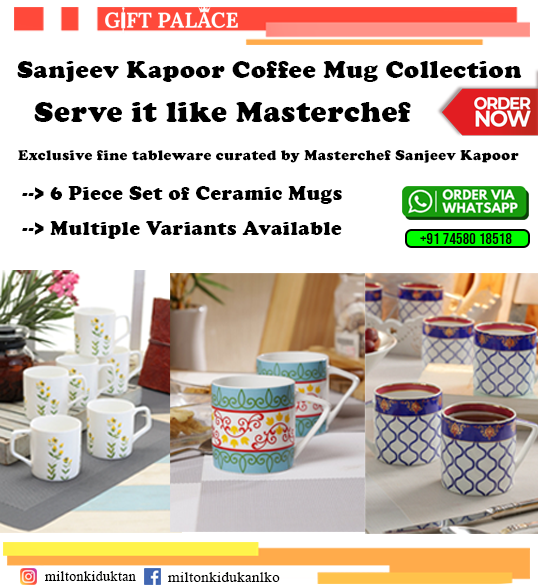 GIFT PALACE
Sanjeev Kapoor Coffee Mug Collection
Serve it like Masterchef
ORDER
NOW
Exclusive fine tableware curated by Masterchef Sanjeev Kapoor
--> 6 Piece Set of Ceramic Mugs
--> Multiple Variants Available
ORDER VIA
WHATSAPP
+91 74580 18518
miltonkiduktan
miltonkidukanlko